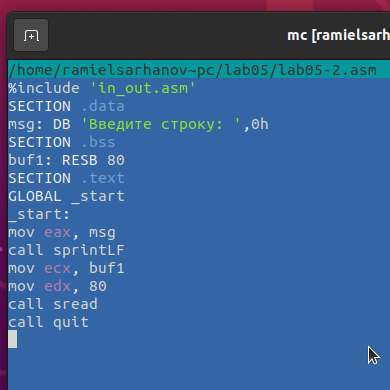 mc [ramielsarh
/home/ramielsarhanov~pc/lab05/lab05-2.asm
%include 'in_out.asm'
SECTION .data
msg: DB 'Введите строку: ',0h
SECTION .bss
buf1: RESB 80
SECTION .text
GLOBAL _start
_start:
mov eax, msg
call sprintLF
mov ecx, buf1
mov edx, 80
call sread
call quit